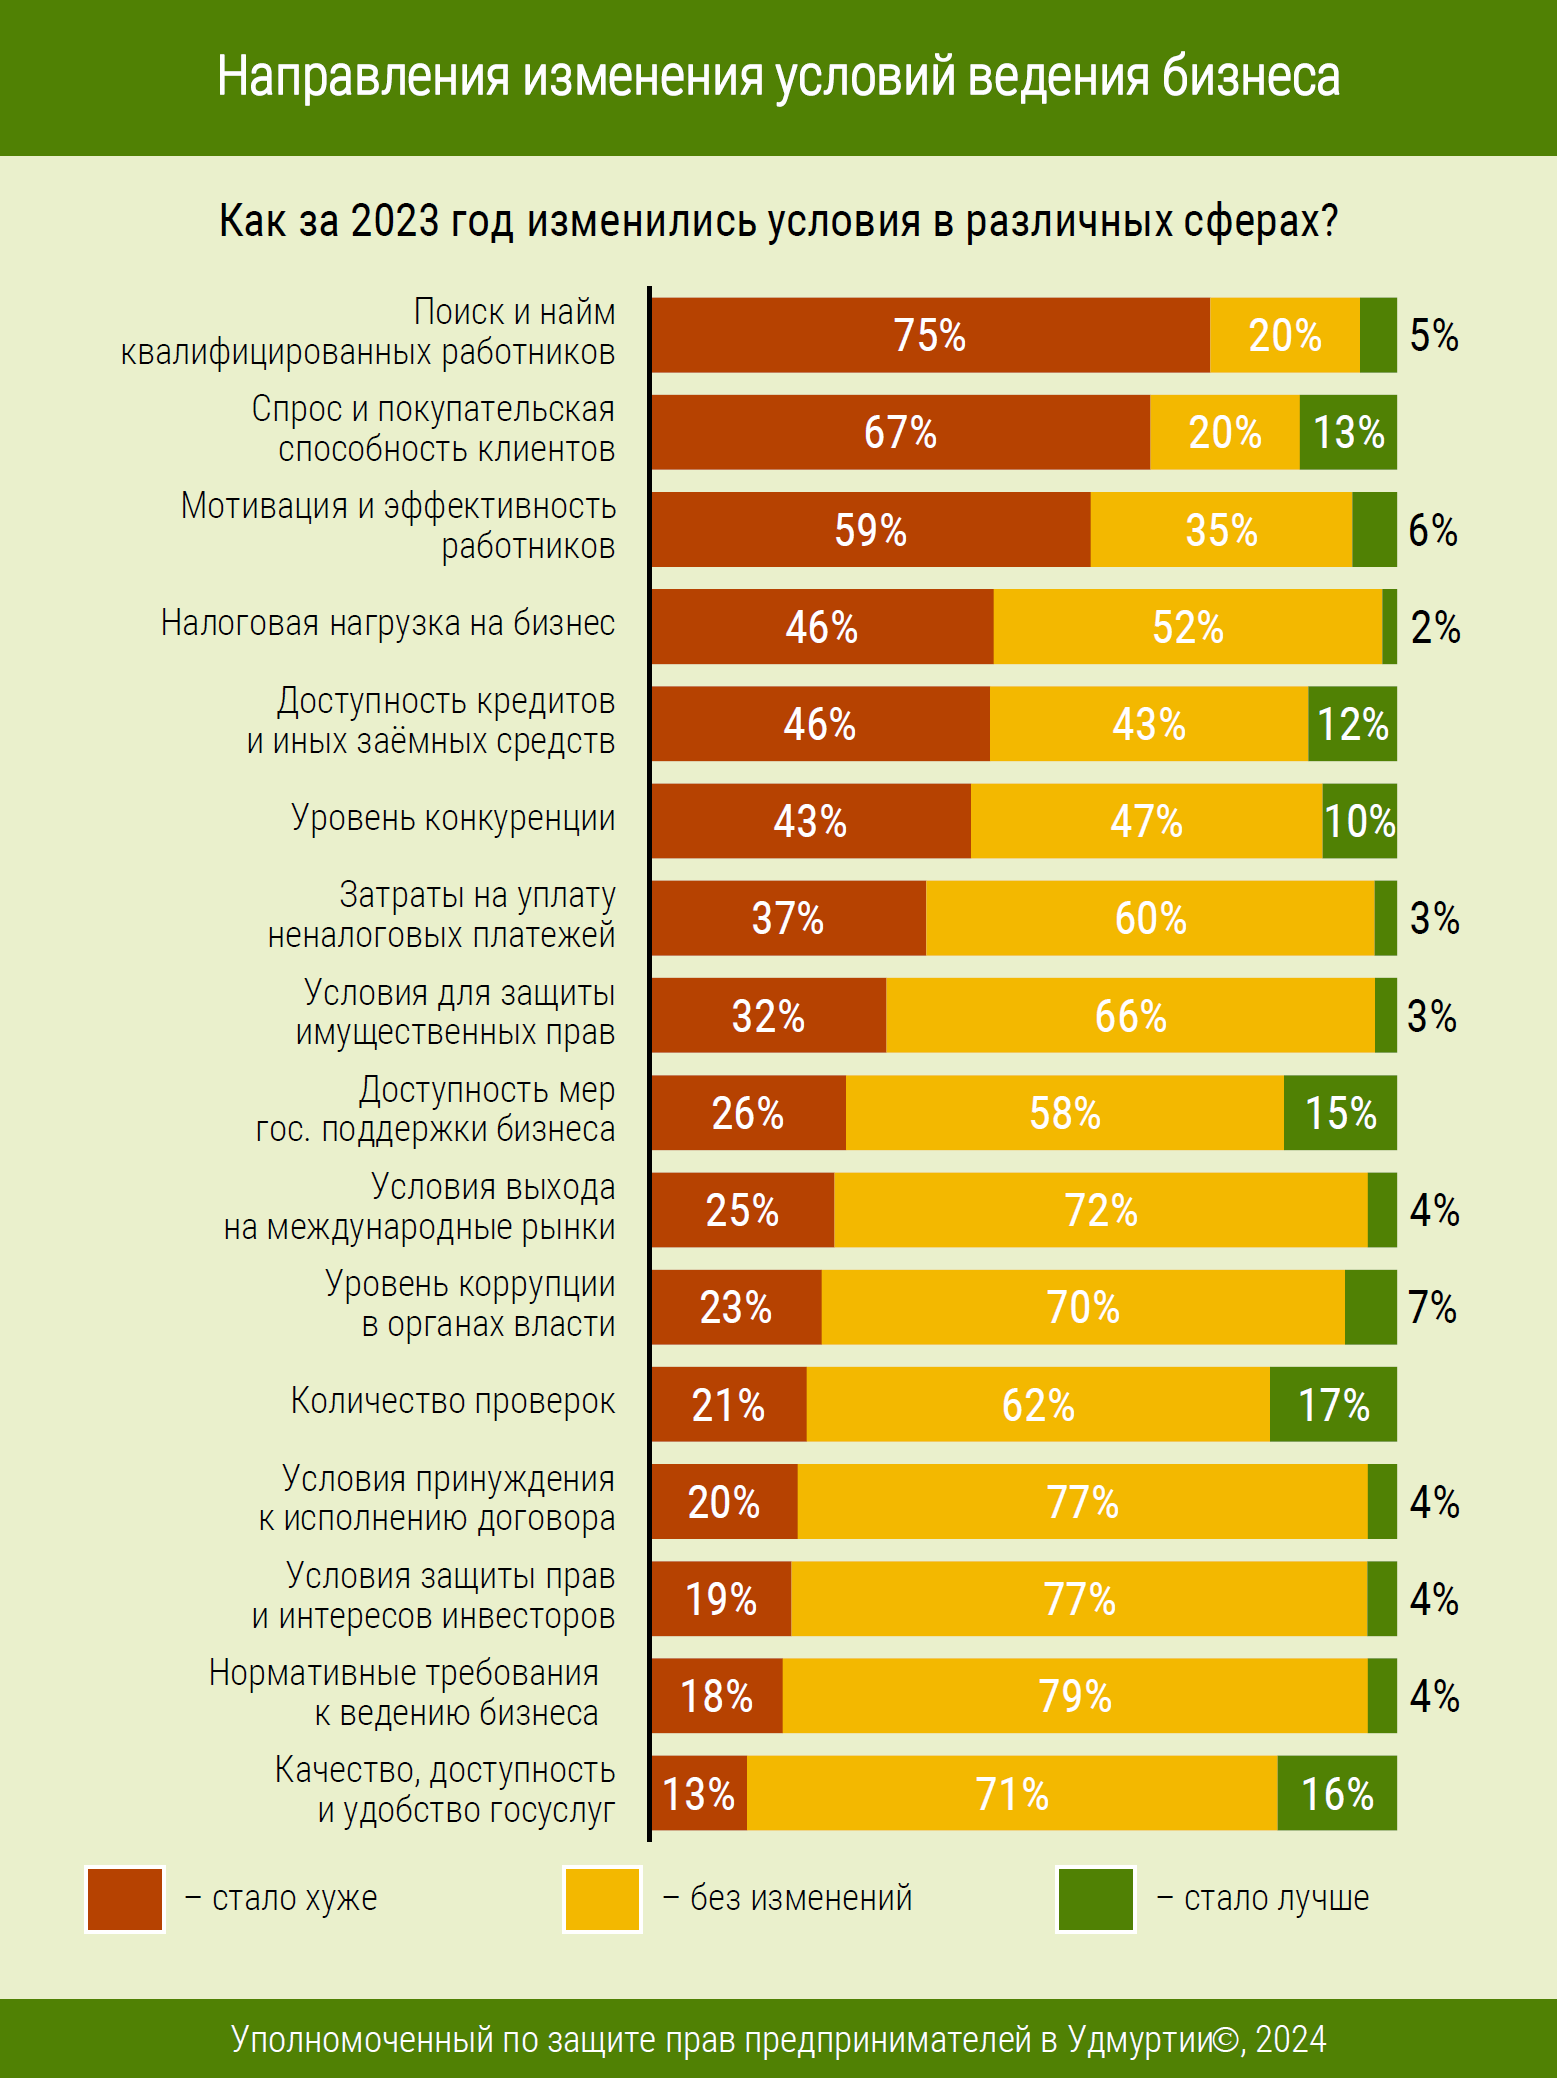 Направления изменения условий ведения бизнеса
Как за 2023 год изменились условия в различных сферах?
Поиск и найм
квалифицированных работников
75% 20% 5%
Спрос и покупательская
способность клиентов
67% 20% 13%
Мотивация и эффективность
работников
59% 35% 6%
Налоговая нагрузка на бизнес
46% 52% 2%
Доступность кредитов
и иных заёмных средств
46% 43% 12%
Уровень конкуренции
43% 47% 10%
Затраты на уплату
неналоговых платежей
37% 60% 3%
Условия для защиты
имущественных прав
32% 66% 3%
Доступность мер
гос. поддержки бизнеса
26% 58% 15%
Условия выхода
на международные рынки
25% 72% 4%
Уровень коррупции
в органах власти
23% 70% 7%
Количество проверок
21% 62% 17%
Условия принуждения
к исполнению договора
20% 77% 4%
Условия защиты прав
и интересов инвесторов
19% 77% 4%
Нормативные требования
к ведению бизнеса
18% 79% 4%
Качество, доступность
и удобство госуслуг
13% 71% 16%
– стало хуже – без изменений – стало лучше
Уполномоченный по защите прав предпринимателей в Удмуртии©, 2024